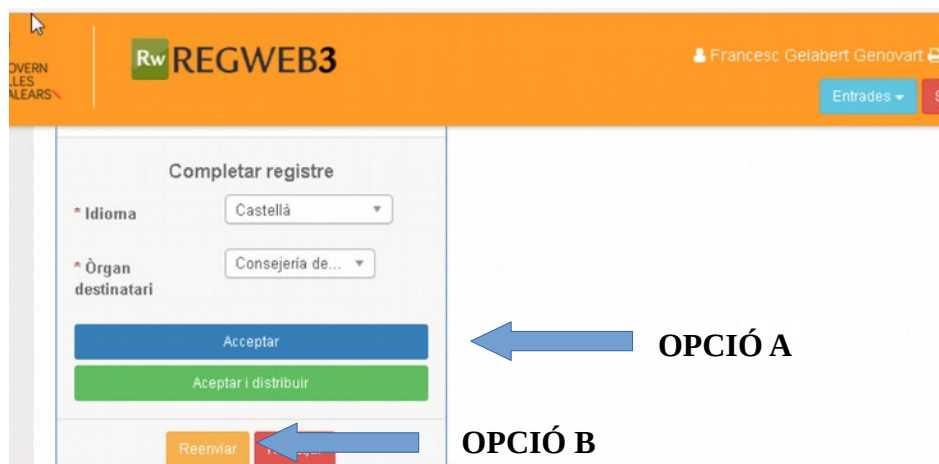 OVERN
LLES
ALEARS
Rw REGWEB3
Francesc Gelabert Genovart
Entrades
Completar registre
* Idioma
Castellà
* Òrgan destinatari
Consejería de...
Acceptar
OPCIÓ A
Aceptar i distribuir
Reenviar
OPCIÓ B